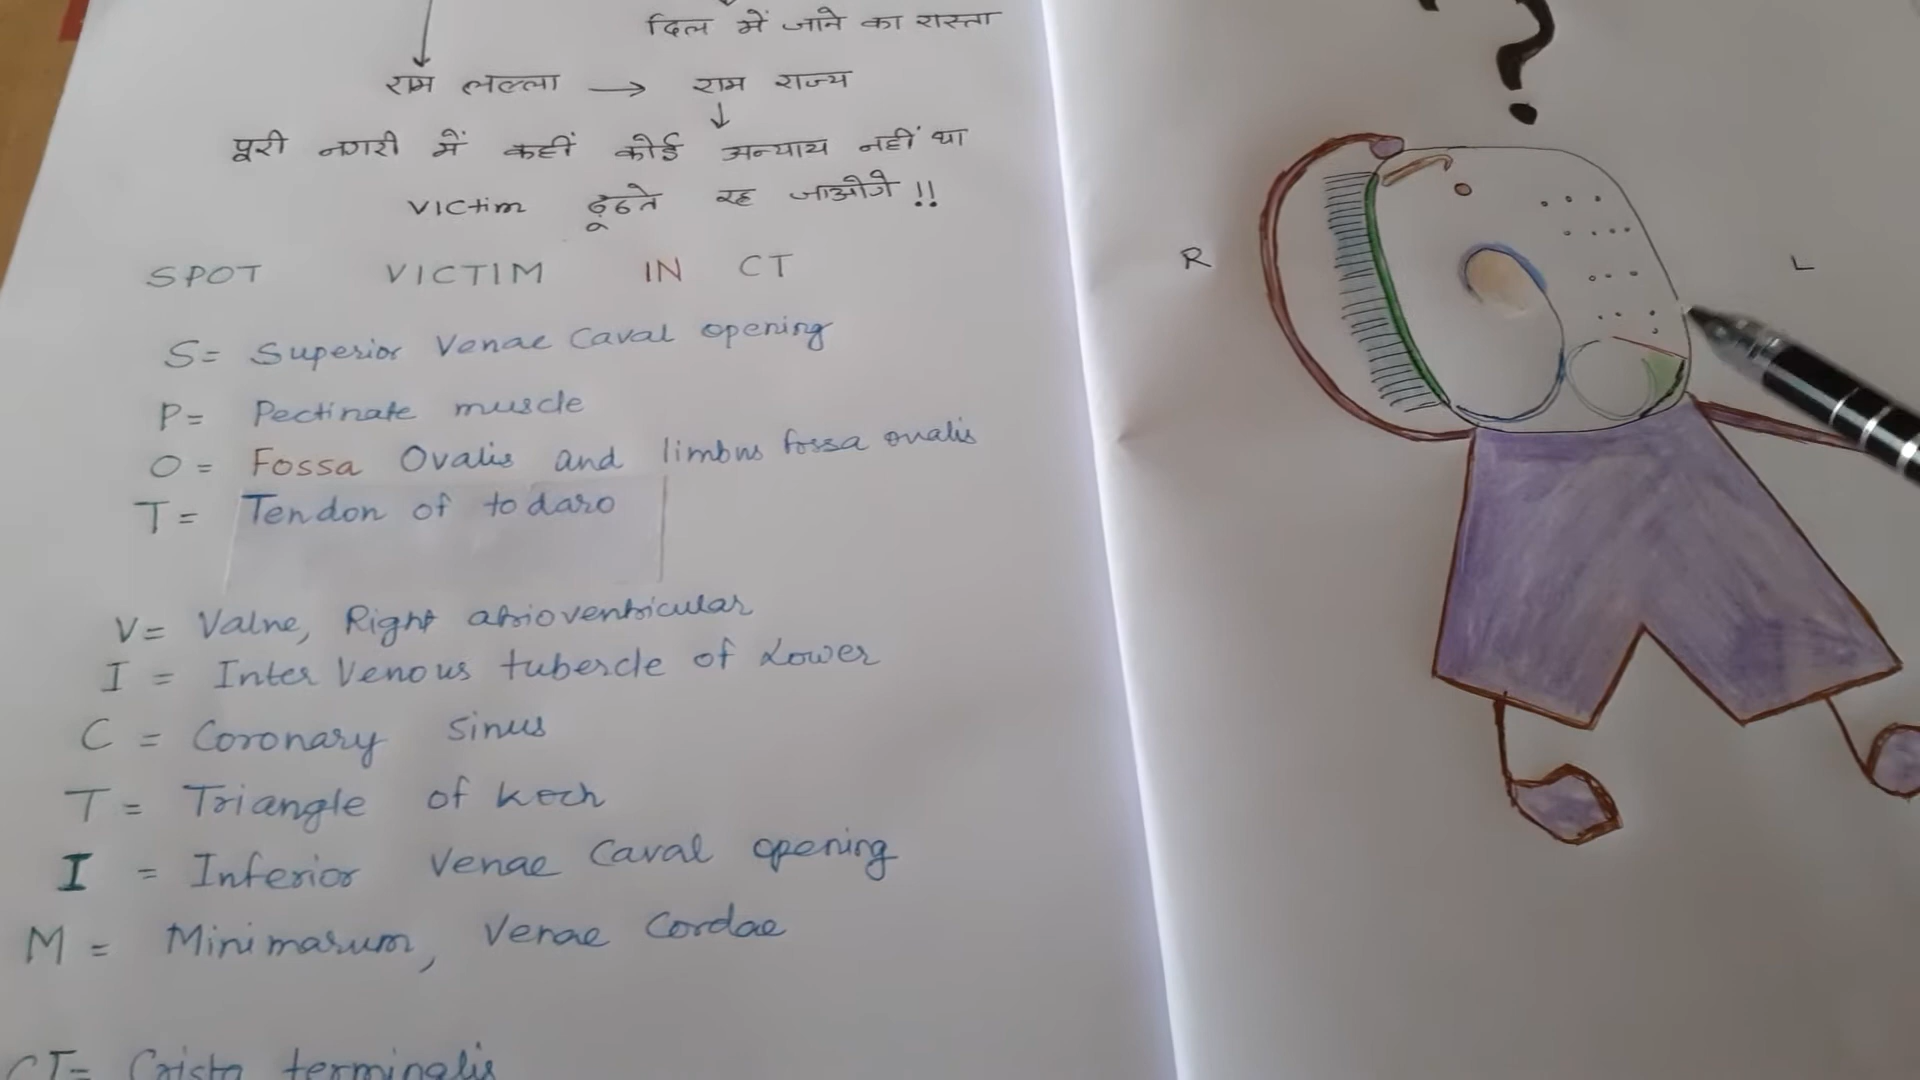 दिल में जाने का रास्ता
राम लल्ला → राम राज्य
पूरी नगरी में कहीं कोई अन्याय नहीं था
VICtim ढूंढते रह जाओगे !!
SPOT VICTIM IN CT
S= Superior Venae Caval opening
P= Pectinate muscle
O = Fossa Ovalis and limbus fossa ovalis
T = Tendon of todaro
V = Valve, Right atrioventricular
I = Inter Venous tubercle of Lower
C = Coronary sinus
T = Triangle of Koch
I = Inferior Venae Caval opening
M = Minimarum, Venae Cordae
CT= Crista terminalis
?
R
L